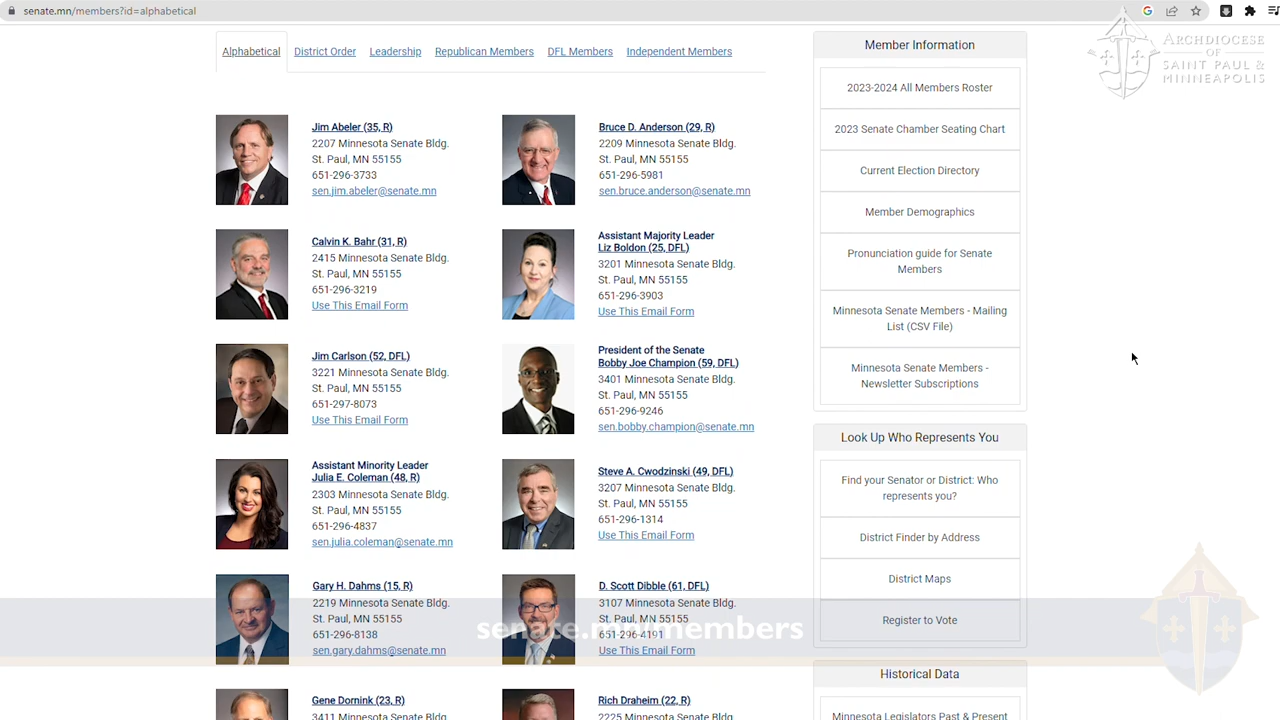 senate.mn/members?id=alphabetical
ARCHDIOCESE
OF
SAINT PAUL &
MINNEAPOLIS
Alphabetical
District Order
Leadership
Republican Members
DFL Members
Independent Members
Jim Abeler (35, R)
2207 Minnesota Senate Bldg.
St. Paul, MN 55155
651-296-3733
sen.jim.abeler@senate.mn
Bruce D. Anderson (29, R)
2209 Minnesota Senate Bldg.
St. Paul, MN 55155
651-296-5981
sen.bruce.anderson@senate.mn
Calvin K. Bahr (31, R)
2415 Minnesota Senate Bldg.
St. Paul, MN 55155
651-296-3219
Use This Email Form
Assistant Majority Leader
Liz Boldon (25, DFL)
3201 Minnesota Senate Bldg.
St. Paul, MN 55155
651-296-3903
Use This Email Form
Jim Carlson (52, DFL)
3221 Minnesota Senate Bldg.
St. Paul, MN 55155
651-297-8073
Use This Email Form
President of the Senate
Bobby Joe Champion (59, DFL)
3401 Minnesota Senate Bldg.
St. Paul, MN 55155
651-296-9246
sen.bobby.champion@senate.mn
Assistant Minority Leader
Julia E. Coleman (48, R)
2303 Minnesota Senate Bldg.
St. Paul, MN 55155
651-296-4837
sen.julia.coleman@senate.mn
Steve A. Cwodzinski (49, DFL)
3207 Minnesota Senate Bldg.
St. Paul, MN 55155
651-296-1314
Use This Email Form
Gary H. Dahms (15, R)
2219 Minnesota Senate Bldg.
St. Paul, MN 55155
651-296-8138
sen.gary.dahms@senate.mn
D. Scott Dibble (61, DFL)
3107 Minnesota Senate Bldg.
St. Paul, MN 55155
651-296-4191
Use This Email Form
senate.mn/members
Gene Dornink (23, R)
3411 Minnesota Senate Bldg.
Rich Draheim (22, R)
2225 Minnesota Senate Bldg.
Member Information
2023-2024 All Members Roster
2023 Senate Chamber Seating Chart
Current Election Directory
Member Demographics
Pronunciation guide for Senate
Members
Minnesota Senate Members - Mailing
List (CSV File)
Minnesota Senate Members -
Newsletter Subscriptions
Look Up Who Represents You
Find your Senator or District: Who
represents you?
District Finder by Address
District Maps
Register to Vote
Historical Data
Minnesota Legislators Past & Present